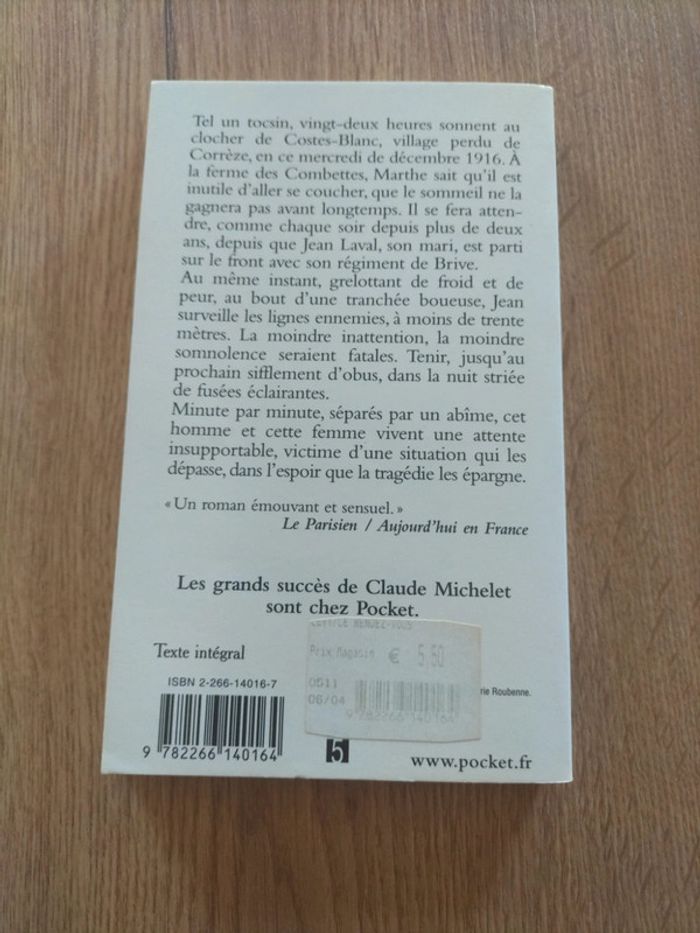 Tel un tocsin, vingt-deux heures sonnent au
clocher de Costes-Blanc, village perdu de
Corrèze, en ce mercredi de décembre 1916. À
la ferme des Combettes, Marthe sait qu'il est
inutile d'aller se coucher, que le sommeil ne la
gagnera pas avant longtemps. Il se fera atten-
dre, comme chaque soir depuis plus de deux
ans, depuis que Jean Laval, son mari, est parti
sur le front avec son régiment de Brive.
Au même instant, grelottant de froid et de
peur, au bout d'une tranchée boueuse, Jean
surveille les lignes ennemies, à moins de trente
mètres. La moindre inattention, la moindre
somnolence seraient fatales. Tenir, jusqu'au
prochain sifflement d'obus, dans la nuit striée
de fusées éclairantes.
Minute par minute, séparés par un abîme, cet
homme et cette femme vivent une attente
insupportable, victime d'une situation qui les
dépasse, dans l'espoir que la tragédie les épargne.
« Un roman émouvant et sensuel. »
Le Parisien / Aujourd'hui en France
Les grands succès de Claude Michelet
sont chez Pocket.
RENDEZ-VOUS
Texte intégral
Prix Magasin € 5,50
ISBN 2-266-14016-7
0511
06/04
rie Roubenne.
9 782266 140164
9 782266 140164
5
www.pocket.fr